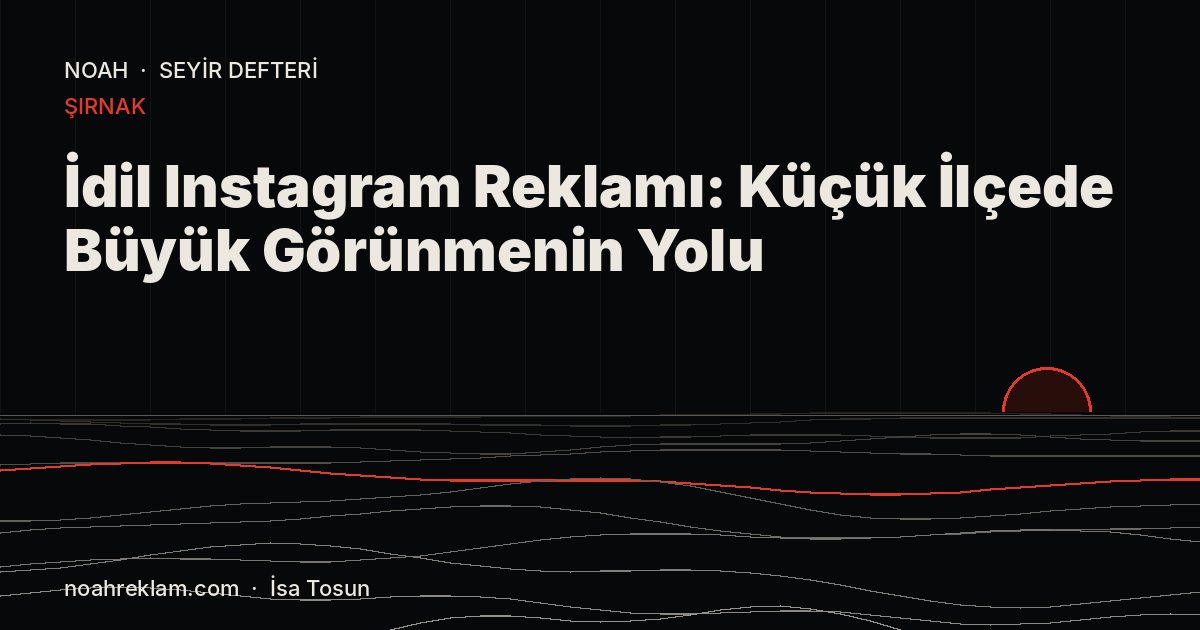 NOAH · SEYİR DEFTERİ
ŞIRNAK
İdil Instagram Reklamı: Küçük İlçede
Büyük Görünmenin Yolu
noahreklam.com · İsa Tosun